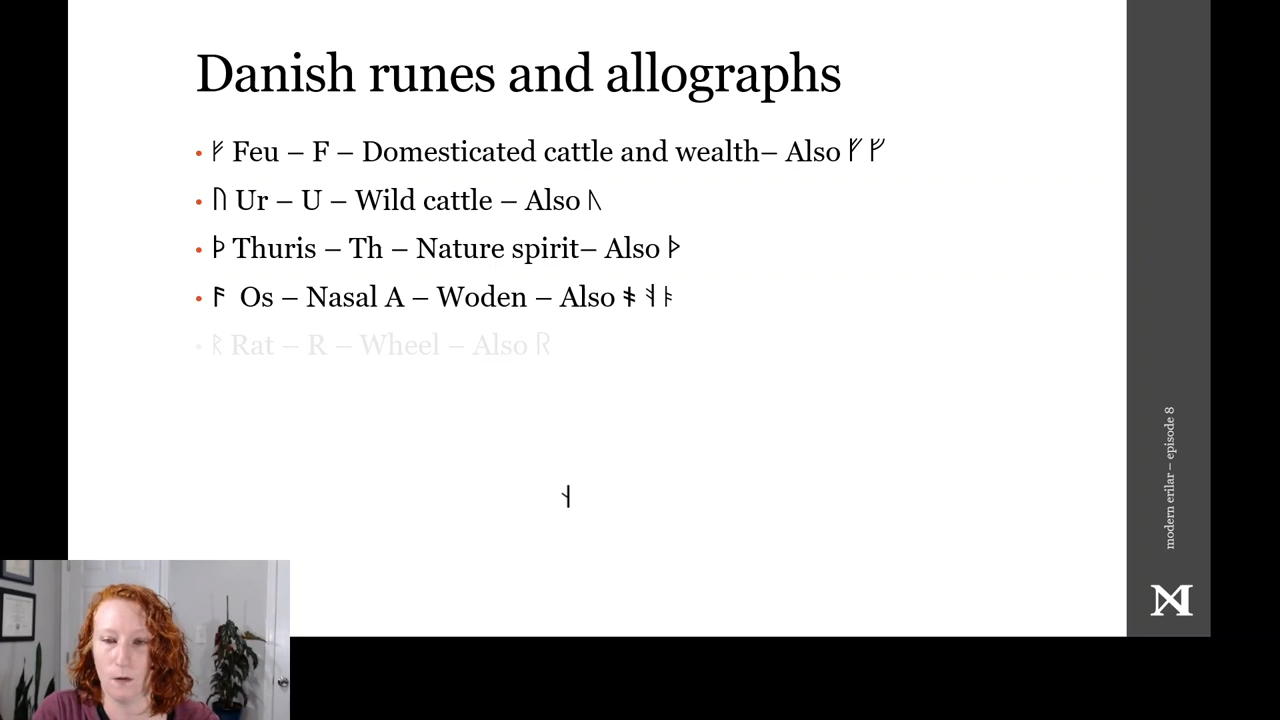 Danish runes and allographs
• ᚠ Feu – F – Domesticated cattle and wealth– Also ᚠ ᚠ
• ᚢ Ur – U – Wild cattle – Also ᚢ
• ᚦ Thuris – Th – Nature spirit– Also ᚦ
• ᚨ Os – Nasal A – Woden – Also ᚯ ᚮ ᚭ
• ᚱ Rat – R – Wheel – Also ᚱ
modern erilar – episode 8